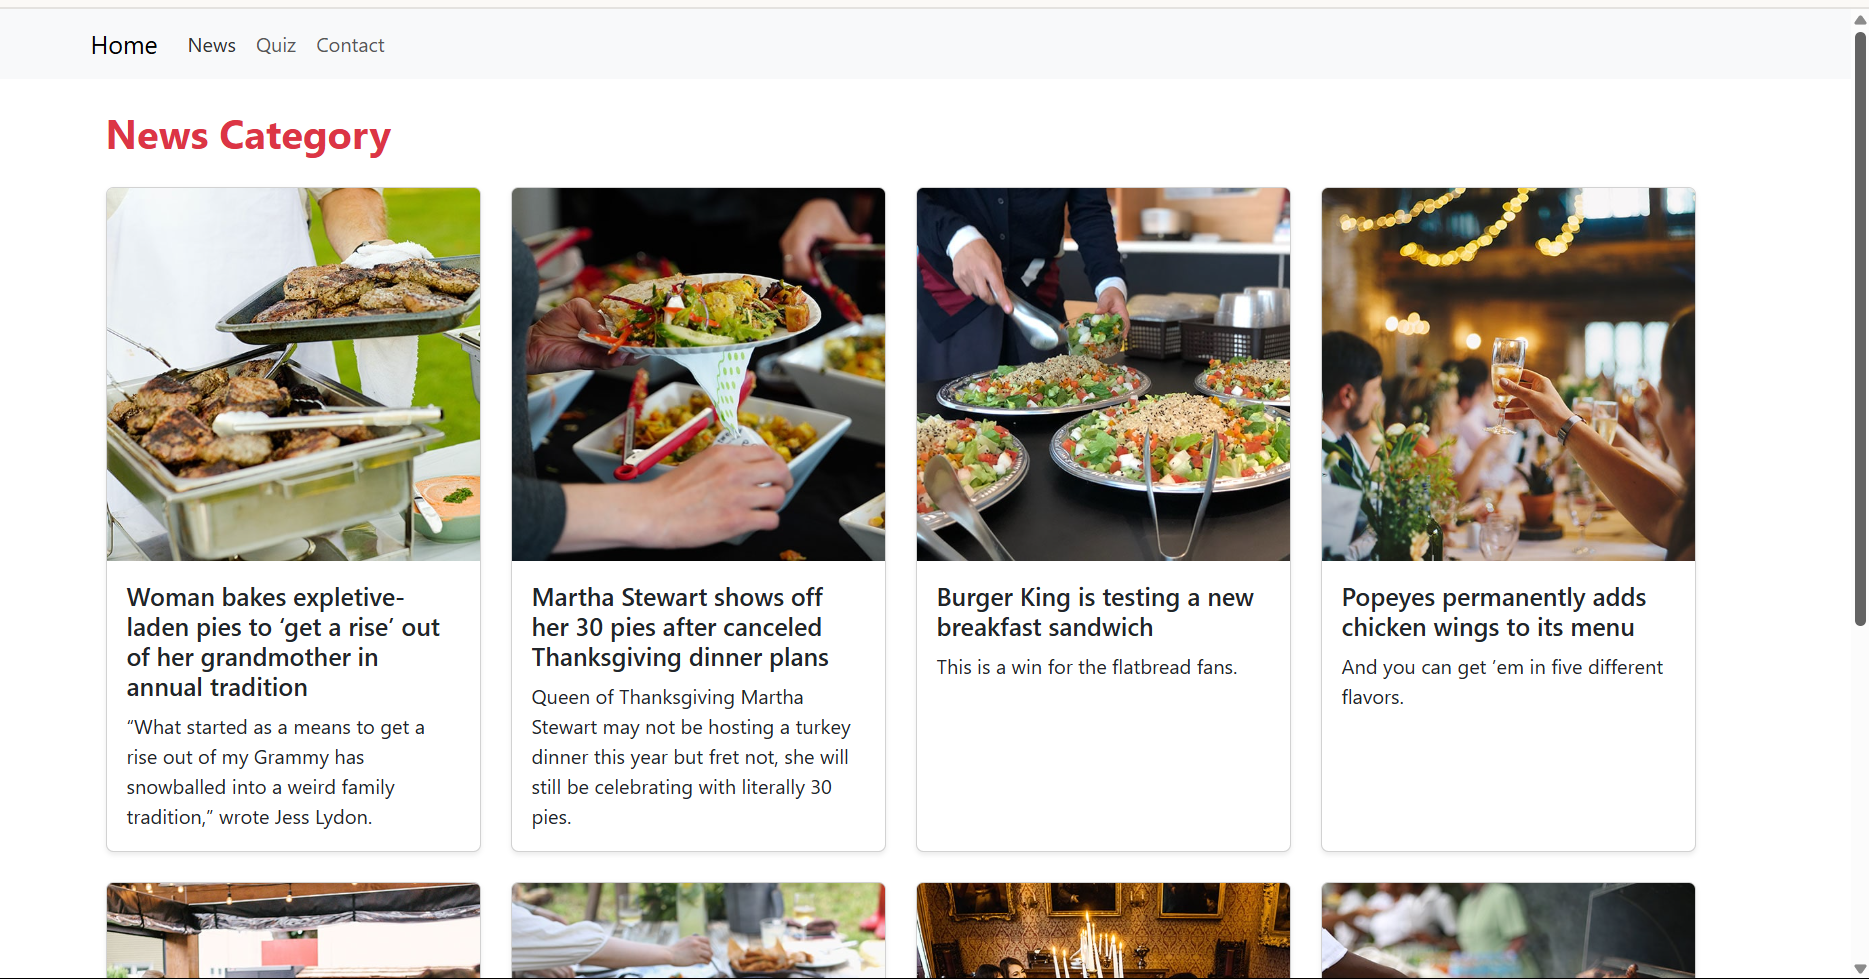 Home News Quiz Contact
News Category
Woman bakes expletive-
laden pies to ‘get a rise’ out
of her grandmother in
annual tradition
“What started as a means to get a
rise out of my Grammy has
snowballed into a weird family
tradition,” wrote Jess Lydon.
Martha Stewart shows off
her 30 pies after canceled
Thanksgiving dinner plans
Queen of Thanksgiving Martha
Stewart may not be hosting a turkey
dinner this year but fret not, she will
still be celebrating with literally 30
pies.
Burger King is testing a new
breakfast sandwich
This is a win for the flatbread fans.
Popeyes permanently adds
chicken wings to its menu
And you can get ’em in five different
flavors.